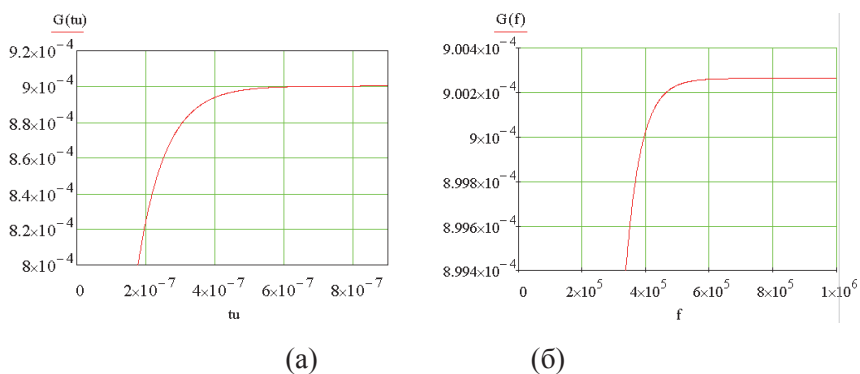 G(tu)
9.2×10⁻⁴
9×10⁻⁴
8.8×10⁻⁴
8.6×10⁻⁴
8.4×10⁻⁴
8.2×10⁻⁴
8×10⁻⁴
0 2×10⁻⁷ 4×10⁻⁷ 6×10⁻⁷ 8×10⁻⁷
tu
(а)
G(f)
9.004×10⁻⁴
9.002×10⁻⁴
9×10⁻⁴
8.998×10⁻⁴
8.996×10⁻⁴
8.994×10⁻⁴
0 2×10⁵ 4×10⁵ 6×10⁵ 8×10⁵ 1×10⁶
f
(б)